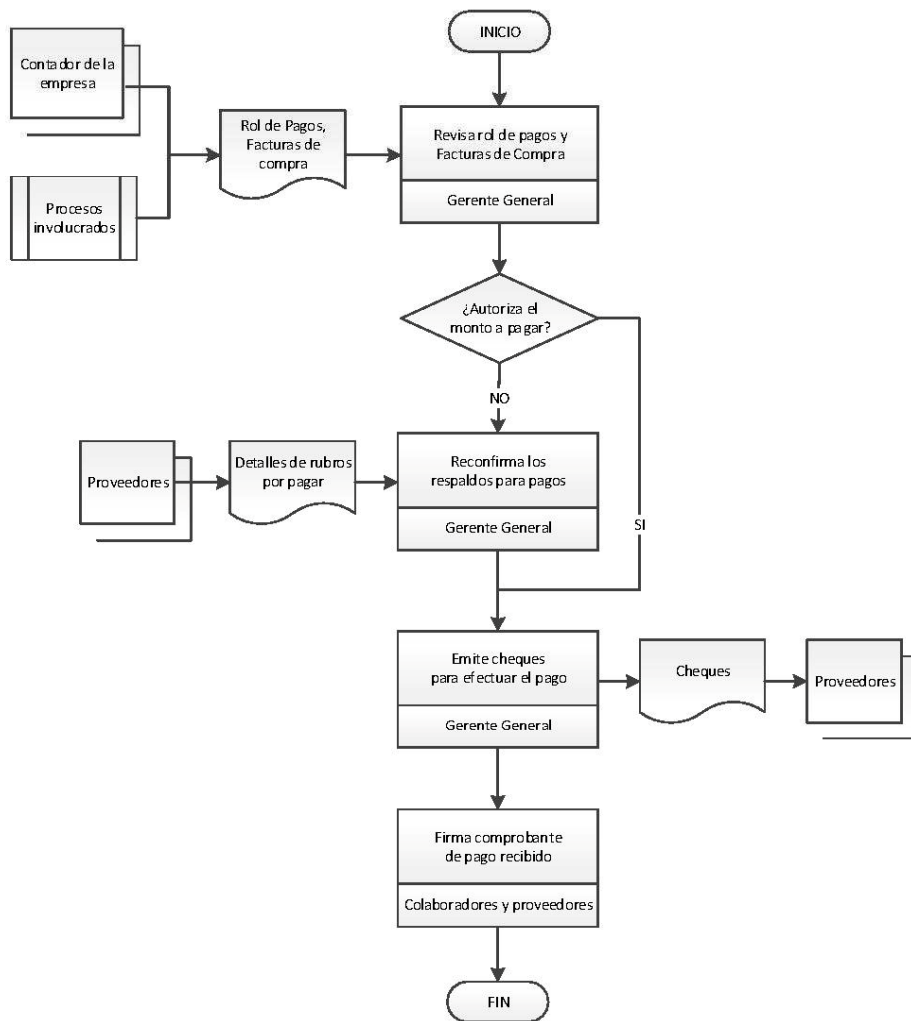 INICIO
Contador de la
empresa
Rol de Pagos,
Facturas de
compra
Revisa rol de pagos y
Facturas de Compra
Gerente General
Procesos
involucrados
¿Autoriza el
monto a pagar?
NO
SI
Proveedores
Detalles de rubros
por pagar
Reconfirma los
respaldos para pagos
Gerente General
Emite cheques
para efectuar el pago
Gerente General
Cheques
Proveedores
Firma comprobante
de pago recibido
Colaboradores y proveedores
FIN